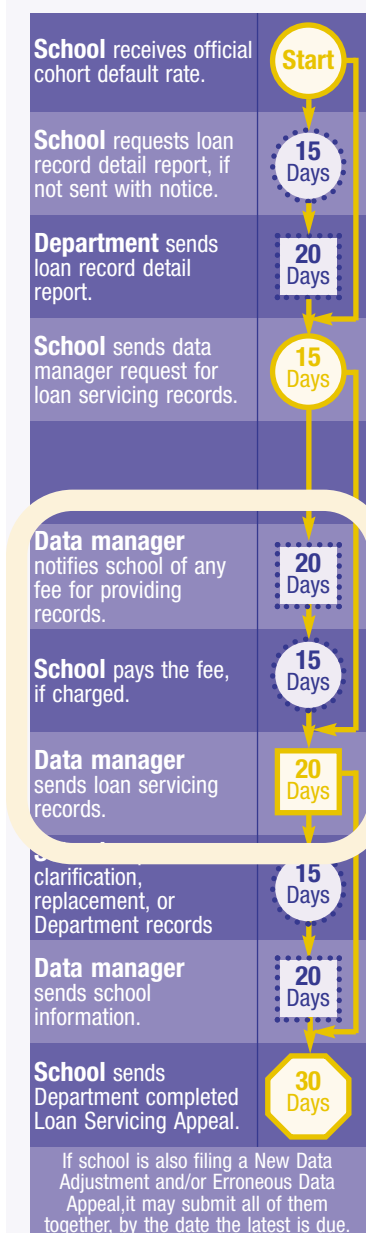 School receives official
cohort default rate.
Start
School requests loan
record detail report, if
not sent with notice.
15
Days
Department sends
loan record detail
report.
20
Days
School sends data
manager request for
loan servicing records.
15
Days
Data manager
notifies school of any
fee for providing
records.
20
Days
School pays the fee,
if charged.
15
Days
Data manager
sends loan servicing
records.
20
Days
clarification,
replacement, or
Department records
15
Days
Data manager
sends school
information.
20
Days
School sends
Department completed
Loan Servicing Appeal.
30
Days
If school is also filing a New Data
Adjustment and/or Erroneous Data
Appeal,it may submit all of them
together, by the date the latest is due.